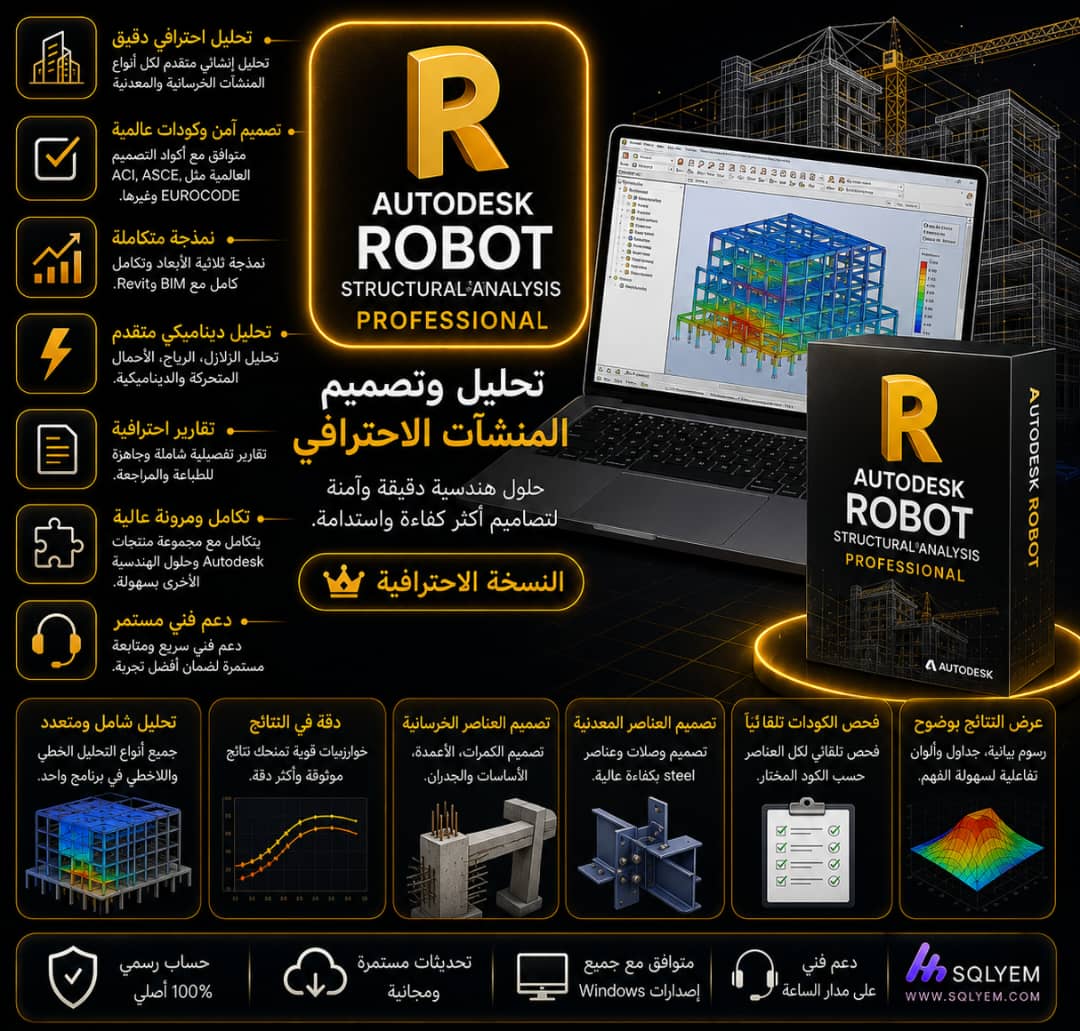 تحليل احترافي دقيق
تحليل إنشائي متقدم لكل أنواع
المنشآت الخرسانية والمعدنية
تصميم آمن وكودات عالمية
متوافق مع أكواد التصميم
العالمية مثل ACI, ASCE,
EUROCODE وغيرها.
نمذجة متكاملة
نمذجة ثلاثية الأبعاد وتكامل
كامل مع BIM وRevit.
تحليل ديناميكي متقدم
تحليل الزلازل، الرياح، الأحمال
المتحركة والديناميكية.
تقارير احترافية
تقارير تفصيلية شاملة وجاهزة
للطباعة والمراجعة.
تكامل ومرونة عالية
يتكامل مع مجموعة منتجات
Autodesk وحلول الهندسية
الأخرى بسهولة.
دعم فني مستمر
دعم فني سريع ومتابعة
مستمرة لضمان أفضل تجربة.
R
AUTODESK
ROBOT
STRUCTURAL ANALYSIS
PROFESSIONAL
تحليل وتصميم
المنشآت الاحترافي
حلول هندسية دقيقة وآمنة
لتصاميم أكثر كفاءة واستدامة.
النسخة الاحترافية
R
AUTODESK
ROBOT
STRUCTURAL ANALYSIS
PROFESSIONAL
AUTODESK
AUTODESK ROBOT
عرض النتائج بوضوح
رسوم بيانية، جداول وألوان
تفاعلية لسهولة الفهم.
فحص الكودات تلقائيًا
فحص تلقائي لكل العناصر
حسب الكود المختار.
تصميم العناصر المعدنية
تصميم وصلات وعناصر
steel بكفاءة عالية.
تصميم العناصر الخرسانية
تصميم الكمرات، الأعمدة،
الأساسات والجدران.
دقة في النتائج
خوارزميات قوية تمنحك نتائج
موثوقة وأكثر دقة.
تحليل شامل ومتعدد
جميع أنواع التحليل الخطي
واللاخطي في برنامج واحد.
SQLYEM
WWW.SQLYEM.COM
دعم فني
على مدار الساعة
متوافق مع جميع
إصدارات Windows
تحديثات مستمرة
ومجانية
حساب رسمي
100% أصلي